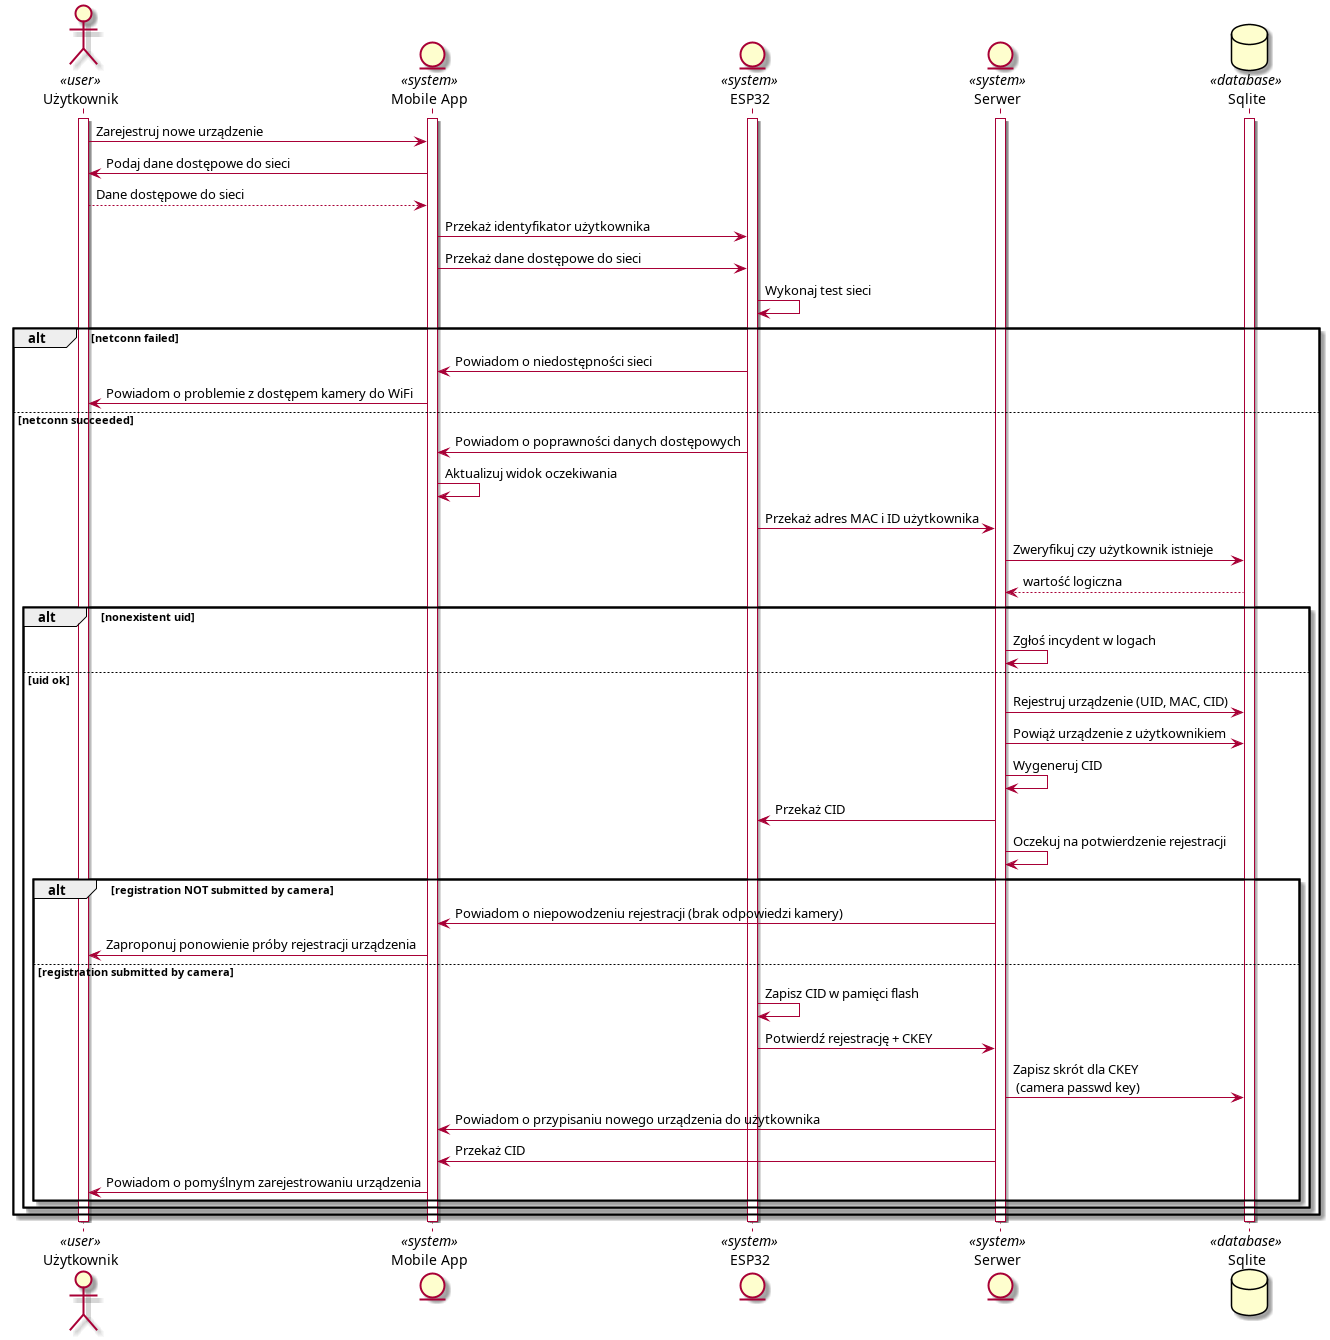 «user»
Użytkownik
«system»
Mobile App
«system»
ESP32
«system»
Serwer
«database»
Sqlite
Zarejestruj nowe urządzenie
Podaj dane dostępowe do sieci
Dane dostępowe do sieci
Przekaż identyfikator użytkownika
Przekaż dane dostępowe do sieci
Wykonaj test sieci
alt [netconn failed]
Powiadom o niedostępności sieci
Powiadom o problemie z dostępem kamery do WiFi
[netconn succeeded]
Powiadom o poprawności danych dostępowych
Aktualizuj widok oczekiwania
Przekaż adres MAC i ID użytkownika
Zweryfikuj czy użytkownik istnieje
wartość logiczna
alt [nonexistent uid]
Zgłoś incydent w logach
[uid ok]
Rejestruj urządzenie (UID, MAC, CID)
Powiąż urządzenie z użytkownikiem
Wygeneruj CID
Przekaż CID
Oczekuj na potwierdzenie rejestracji
alt [registration NOT submitted by camera]
Powiadom o niepowodzeniu rejestracji (brak odpowiedzi kamery)
Zaproponuj ponowienie próby rejestracji urządzenia
[registration submitted by camera]
Zapisz CID w pamięci flash
Potwierdź rejestrację + CKEY
Zapisz skrót dla CKEY
(camera passwd key)
Powiadom o przypisaniu nowego urządzenia do użytkownika
Przekaż CID
Powiadom o pomyślnym zarejestrowaniu urządzenia
«user»
Użytkownik
«system»
Mobile App
«system»
ESP32
«system»
Serwer
«database»
Sqlite